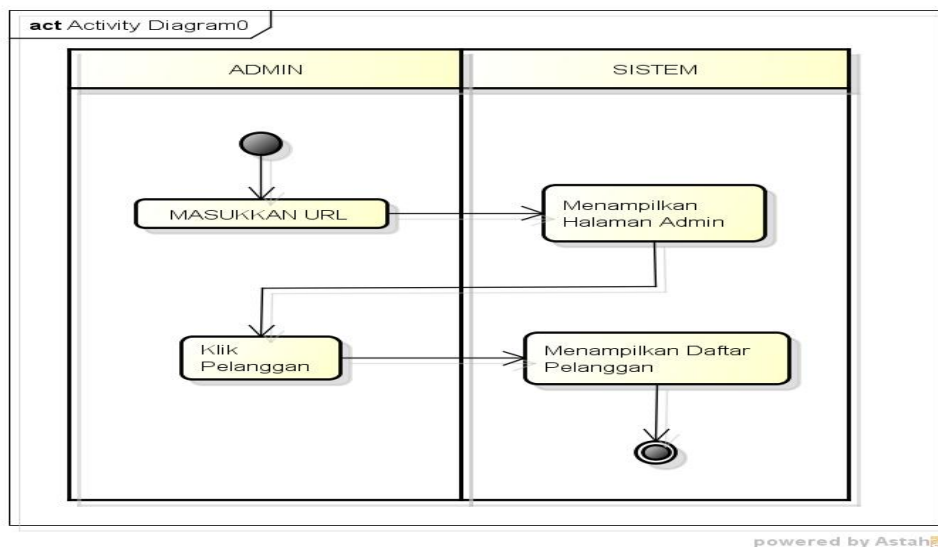 act Activity Diagram0
ADMIN
SISTEM
MASUKKAN URL
Menampilkan
Halaman Admin
Klik
Pelanggan
Menampilkan Daftar
Pelanggan
powered by Astah